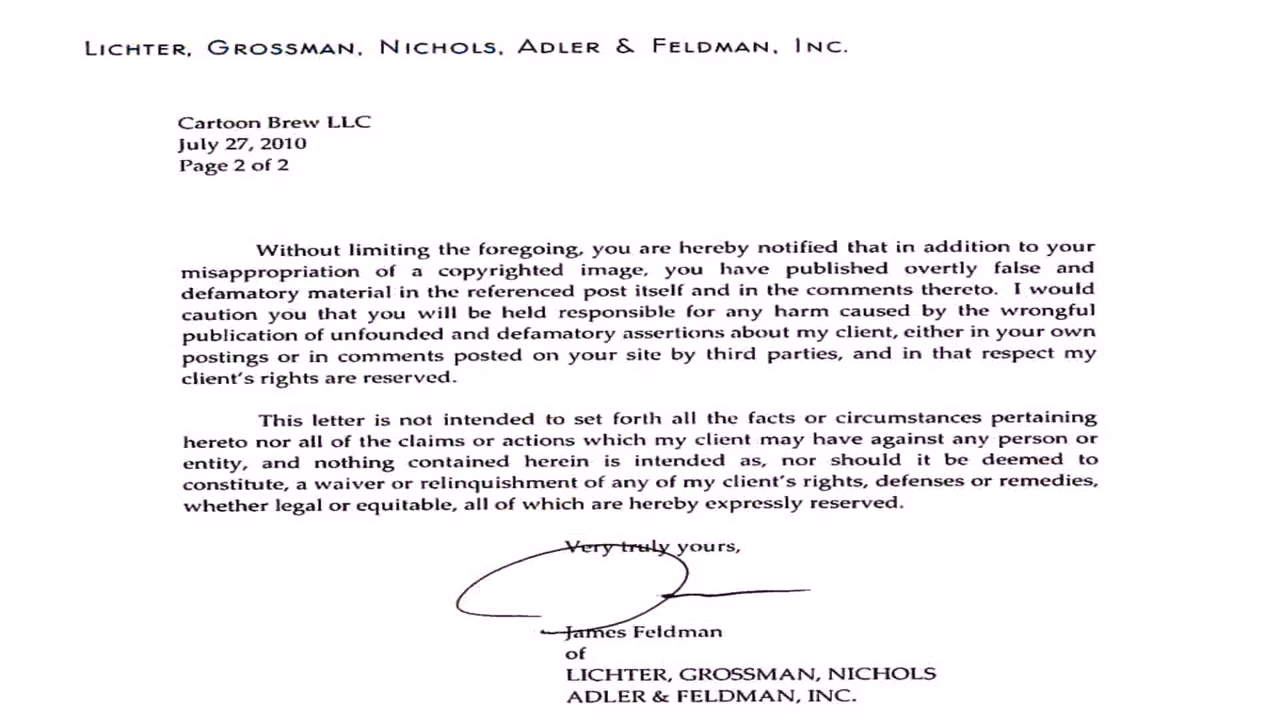 LICHTER, GROSSMAN, NICHOLS, ADLER & FELDMAN, INC.
Cartoon Brew LLC
July 27, 2010
Page 2 of 2
Without limiting the foregoing, you are hereby notified that in addition to your
misappropriation of a copyrighted image, you have published overtly false and
defamatory material in the referenced post itself and in the comments thereto. I would
caution you that you will be held responsible for any harm caused by the wrongful
publication of unfounded and defamatory assertions about my client, either in your own
postings or in comments posted on your site by third parties, and in that respect my
client's rights are reserved.
This letter is not intended to set forth all the facts or circumstances pertaining
hereto nor all of the claims or actions which my client may have against any person or
entity, and nothing contained herein is intended as, nor should it be deemed to
constitute, a waiver or relinquishment of any of my client's rights, defenses or remedies,
whether legal or equitable, all of which are hereby expressly reserved.
Very truly yours,
James Feldman
of
LICHTER, GROSSMAN, NICHOLS
ADLER & FELDMAN, INC.